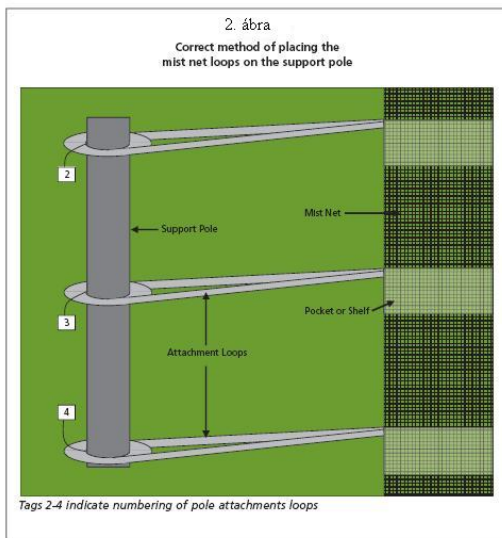 2. ábra
Correct method of placing the
mist net loops on the support pole
2
Mist Net
Support Pole
3
Pocket or Shelf
Attachment Loops
4
Tags 2-4 indicate numbering of pole attachments loops